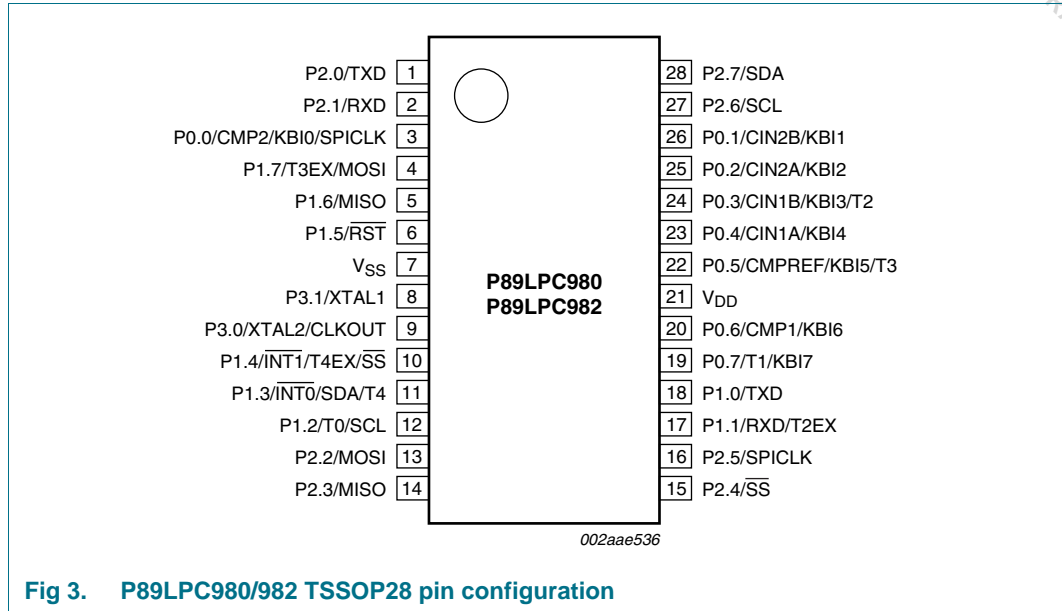 P2.0/TXD 1
P2.1/RXD 2
P0.0/CMP2/KBI0/SPICLK 3
P1.7/T3EX/MOSI 4
P1.6/MISO 5
P1.5/R̅S̅T̅ 6
VSS 7
P3.1/XTAL1 8
P3.0/XTAL2/CLKOUT 9
P1.4/I̅N̅T̅1̅/T4EX/S̅S̅ 10
P1.3/I̅N̅T̅0̅/SDA/T4 11
P1.2/T0/SCL 12
P2.2/MOSI 13
P2.3/MISO 14
P89LPC980
P89LPC982
28 P2.7/SDA
27 P2.6/SCL
26 P0.1/CIN2B/KBI1
25 P0.2/CIN2A/KBI2
24 P0.3/CIN1B/KBI3/T2
23 P0.4/CIN1A/KBI4
22 P0.5/CMPREF/KBI5/T3
21 VDD
20 P0.6/CMP1/KBI6
19 P0.7/T1/KBI7
18 P1.0/TXD
17 P1.1/RXD/T2EX
16 P2.5/SPICLK
15 P2.4/S̅S̅
002aae536
Fig 3. P89LPC980/982 TSSOP28 pin configuration